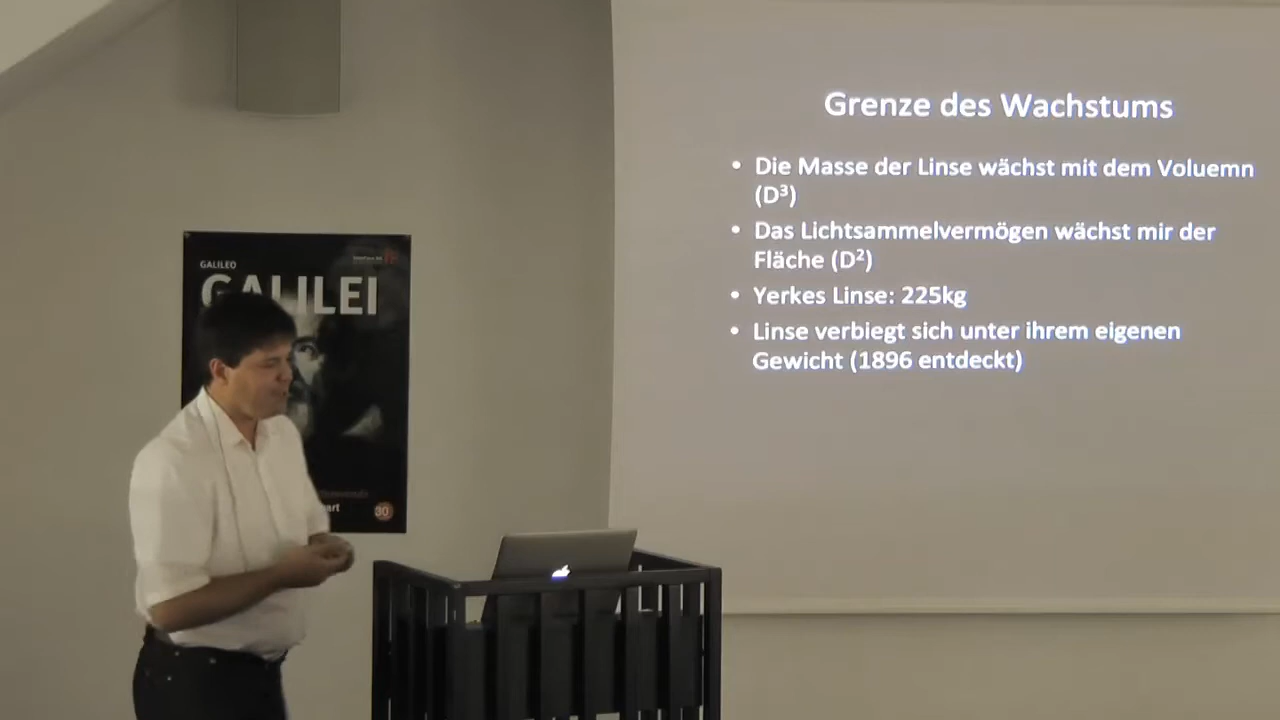 Grenze des Wachstums
• Die Masse der Linse wächst mit dem Voluemn
(D³)
• Das Lichtsammelvermögen wächst mir der
Fläche (D²)
• Yerkes Linse: 225kg
• Linse verbiegt sich unter ihrem eigenen
Gewicht (1896 entdeckt)
GALILEO
GALILEI
30